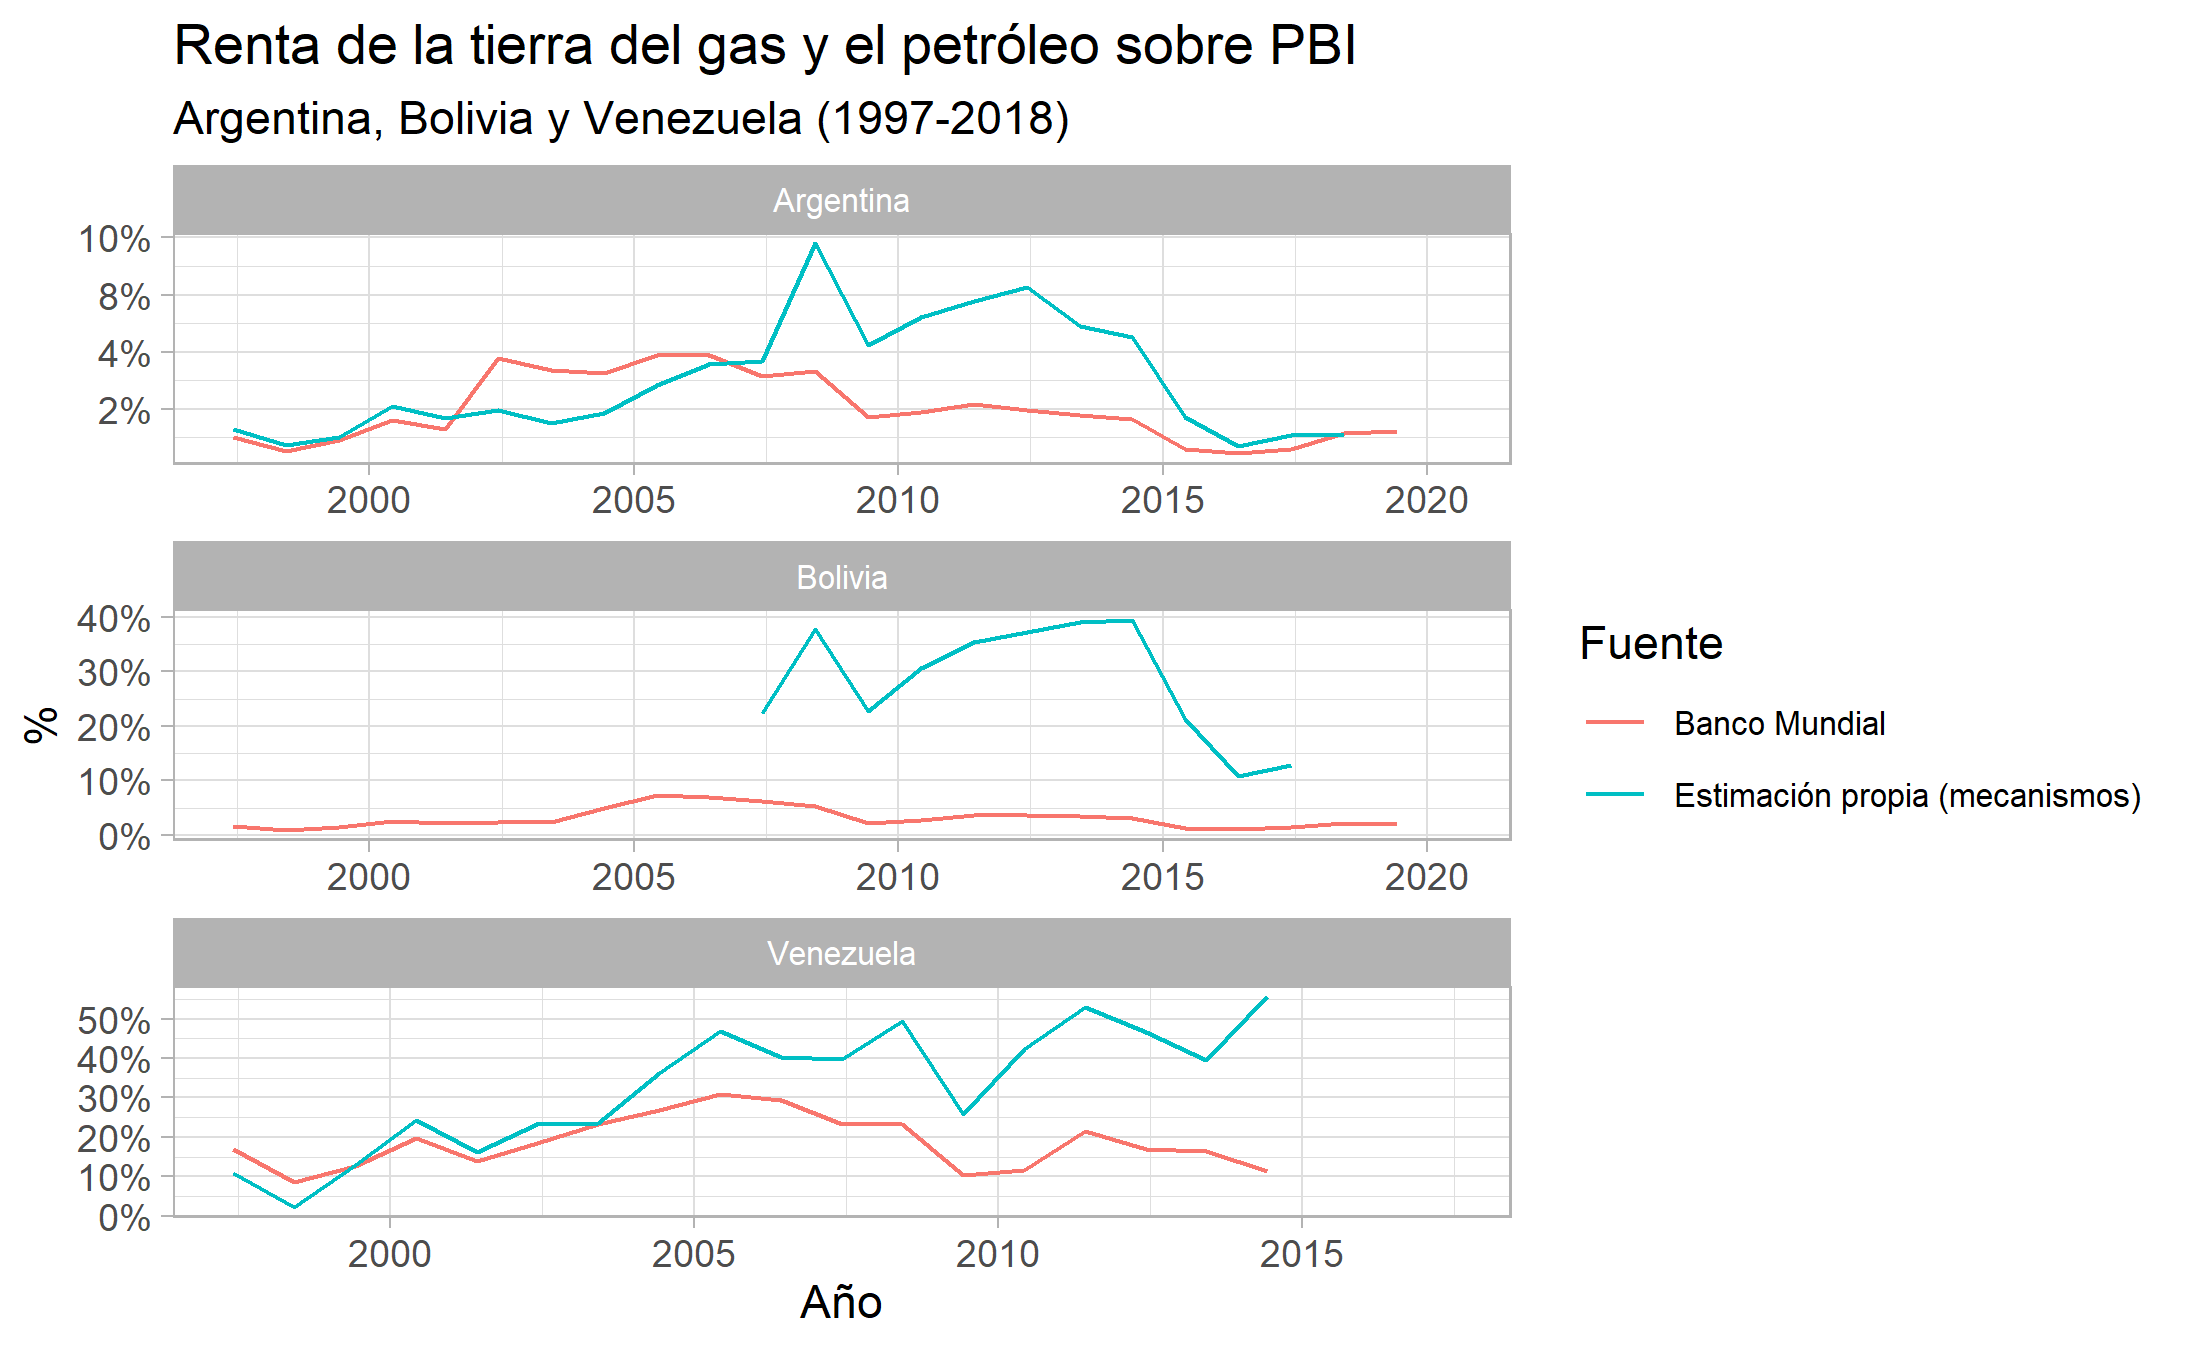 Renta de la tierra del gas y el petróleo sobre PBI
Argentina, Bolivia y Venezuela (1997-2018)
Argentina
10%
8%
4%
2%
2000 2005 2010 2015 2020
Bolivia
40%
30%
20%
10%
0%
2000 2005 2010 2015 2020
Venezuela
50%
40%
30%
20%
10%
0%
2000 2005 2010 2015
%
Año
Fuente
Banco Mundial
Estimación propia (mecanismos)